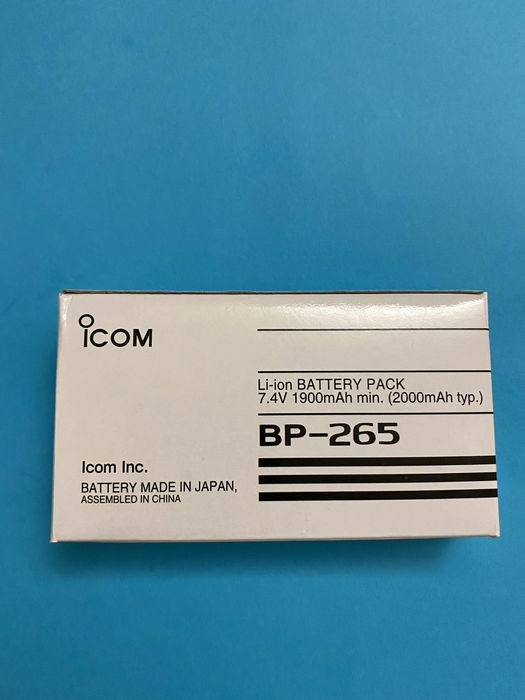 ICOM
Li-ion BATTERY PACK
7.4V 1900mAh min. (2000mAh typ.)
BP-265
Icom Inc.
BATTERY MADE IN JAPAN,
ASSEMBLED IN CHINA